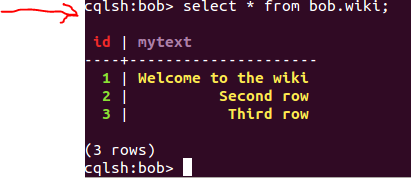 cqlsh:bob> select * from bob.wiki;
id | mytext
----+--------------------
1 | Welcome to the wiki
2 | Second row
3 | Third row
(3 rows)
cqlsh:bob>